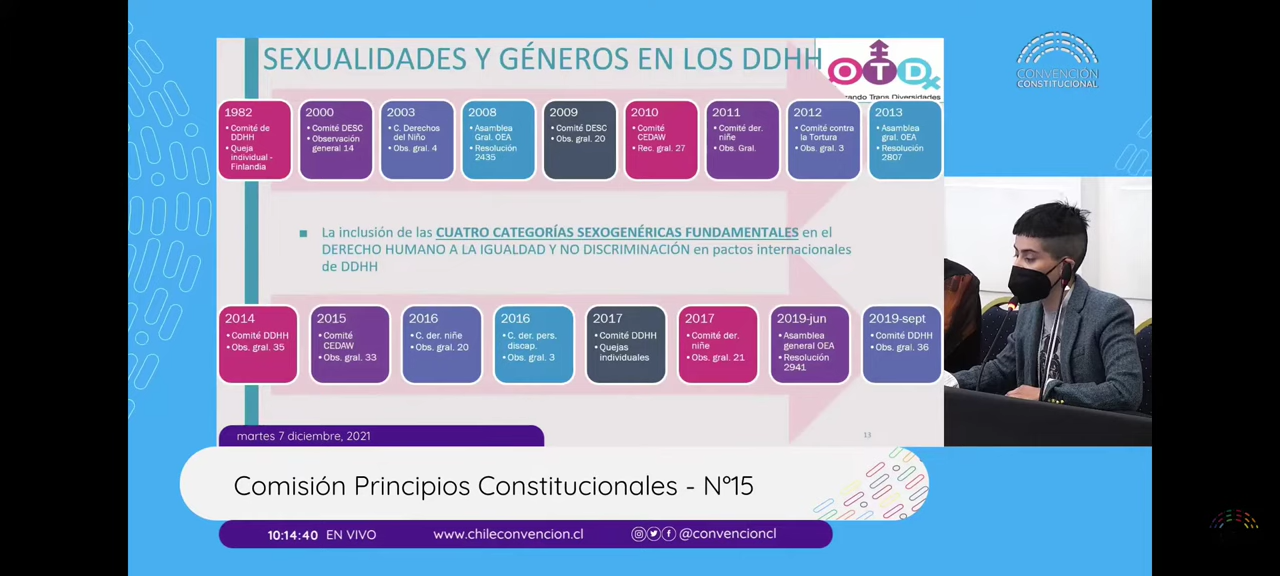 SEXUALIDADES Y GÉNEROS EN LOS DDHH
OTDx
ando Trans Diversidades
CONVENCIÓN
CONSTITUCIONAL
1982
• Comité de
DDHH
• Queja
individual -
Finlandia
2000
• Comité DESC
• Observación
general 14
2003
• C. Derechos
del Niño
• Obs. gral. 4
2008
• Asamblea
Gral. OEA
• Resolución
2435
2009
• Comité DESC
• Obs. gral. 20
2010
• Comité
CEDAW
• Rec. gral. 27
2011
• Comité der.
niñe
• Obs. Gral.
2012
• Comité contra
la Tortura
• Obs. gral. 3
2013
• Asamblea
gral. OEA
• Resolución
2807
■ La inclusión de las CUATRO CATEGORÍAS SEXOGENÉRICAS FUNDAMENTALES en el
DERECHO HUMANO A LA IGUALDAD Y NO DISCRIMINACIÓN en pactos internacionales
de DDHH
2014
• Comité DDHH
• Obs. gral. 35
2015
• Comité
CEDAW
• Obs. gral. 33
2016
• C. der. niñe
• Obs. gral. 20
2016
• C. der. pers.
discap.
• Obs. gral. 3
2017
• Comité DDHH
• Quejas
individuales
2017
• Comité der.
niñe
• Obs. gral. 21
2019-jun
• Asamblea
general OEA
• Resolución
2941
2019-sept
• Comité DDHH
• Obs. gral. 36
13
martes 7 diciembre, 2021
Comisión Principios Constitucionales - N°15
10:14:40 EN VIVO www.chileconvencion.cl @convencioncl